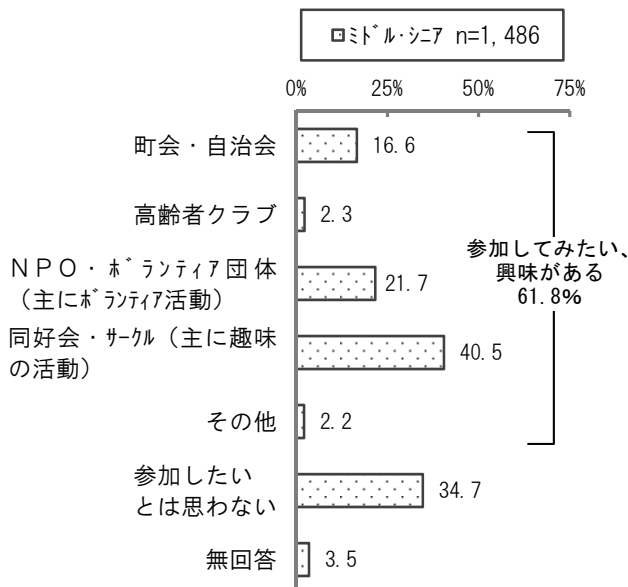 ﾐﾄﾞﾙ･ｼﾆｱ n=1,486
0% 25% 50% 75%
町会・自治会 16.6
高齢者クラブ 2.3
ＮＰＯ・ﾎﾞﾗﾝﾃｨｱ団体
（主にﾎﾞﾗﾝﾃｨｱ活動） 21.7
同好会・ｻｰｸﾙ（主に趣味
の活動） 40.5
その他 2.2
参加したい
とは思わない 34.7
無回答 3.5
参加してみたい、
興味がある
61.8%